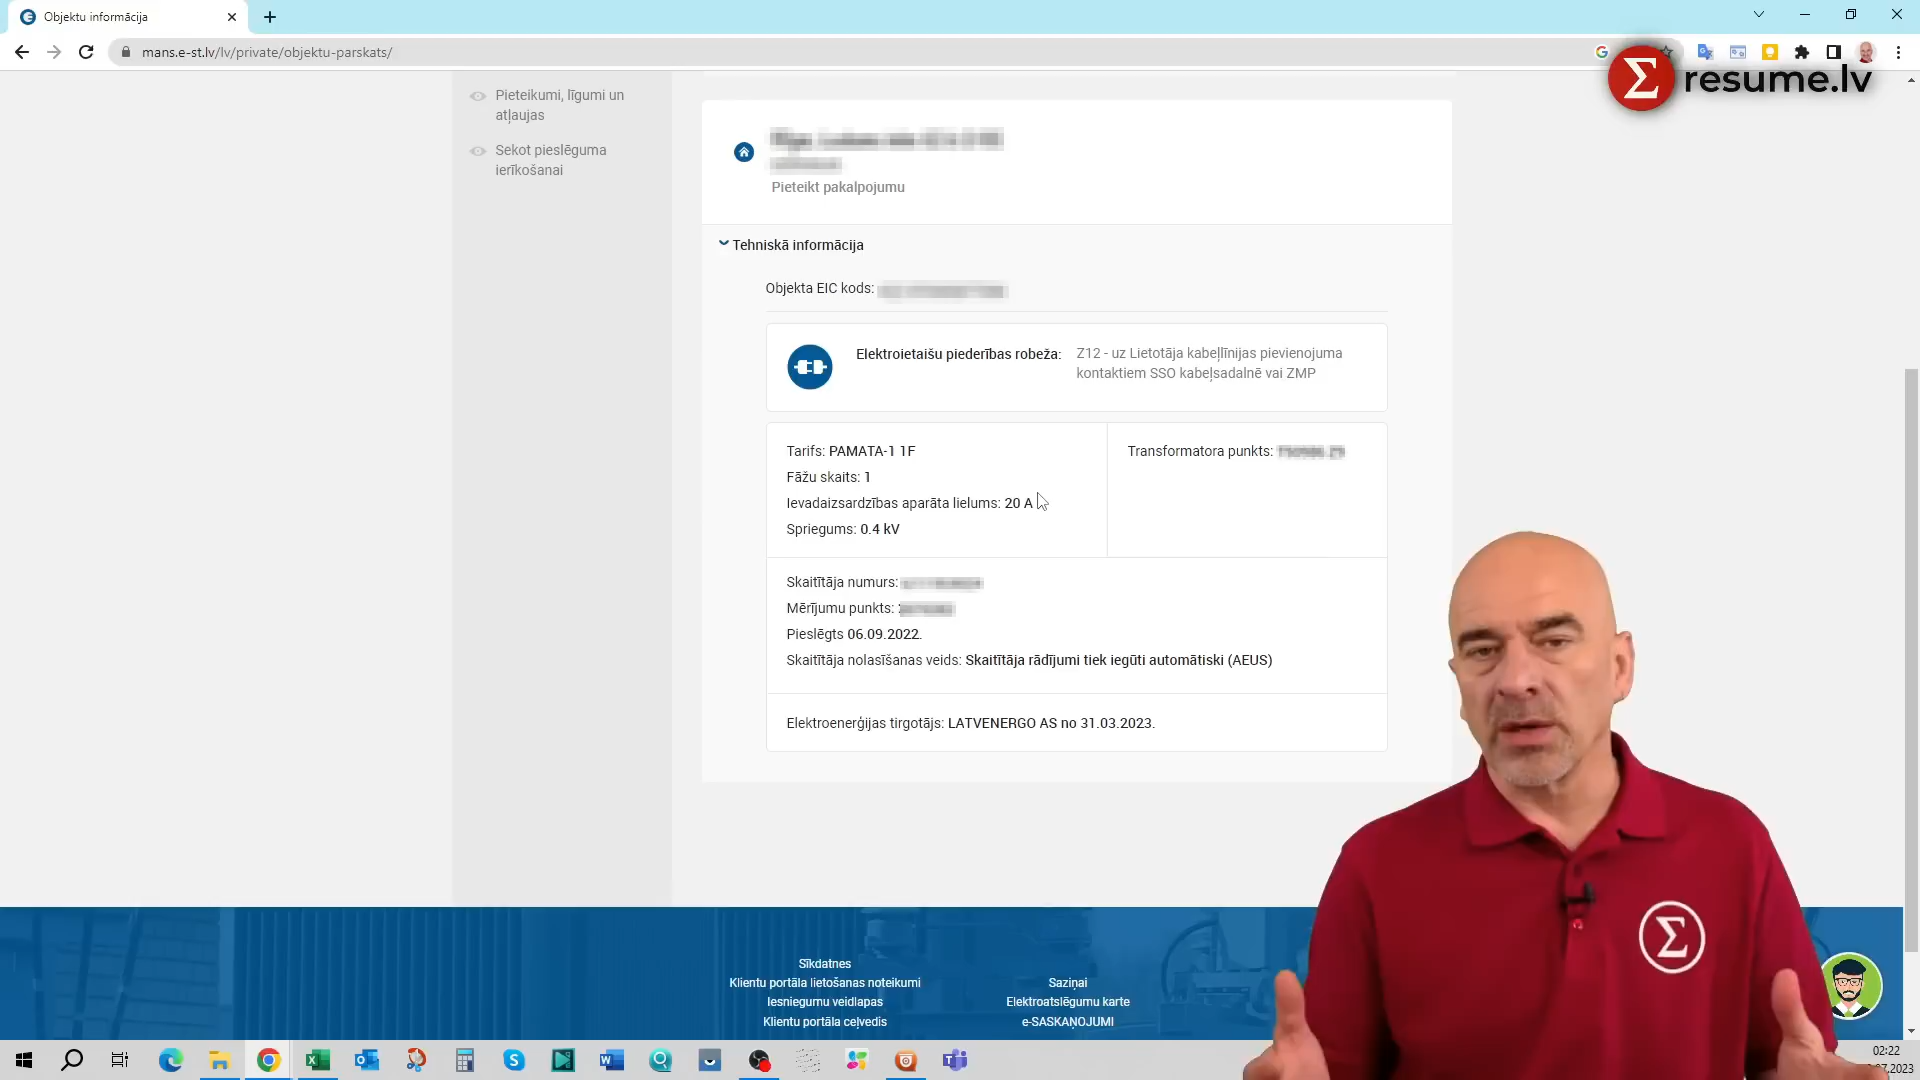 Objektu informācija
mans.e-st.lv/lv/private/objektu-parskats/
resume.lv
Pieteikumi, līgumi un
atļaujas
Sekot pieslēguma
ierīkošanai
Pieteikt pakalpojumu
Tehniskā informācija
Objekta EIC kods:
Elektroietaišu piederības robeža:
Z12 - uz Lietotāja kabeļlīnijas pievienojuma
kontaktiem SSO kabeļsadalnē vai ZMP
Tarifs: PAMATA-1 1F
Fāžu skaits: 1
Ievadaizsardzības aparāta lielums: 20 A
Spriegums: 0.4 kV
Transformatora punkts:
Skaitītāja numurs:
Mērījumu punkts:
Pieslēgts 06.09.2022.
Skaitītāja nolasīšanas veids: Skaitītāja rādījumi tiek iegūti automātiski (AEUS)
Elektroenerģijas tirgotājs: LATVENERGO AS no 31.03.2023.
Sīkdatnes
Klientu portāla lietošanas noteikumi
Iesniegumu veidlapas
Klientu portāla ceļvedis
Saziņai
Elektroatslēgumu karte
e-SASKAŅOJUMI
02:22
.07.2023